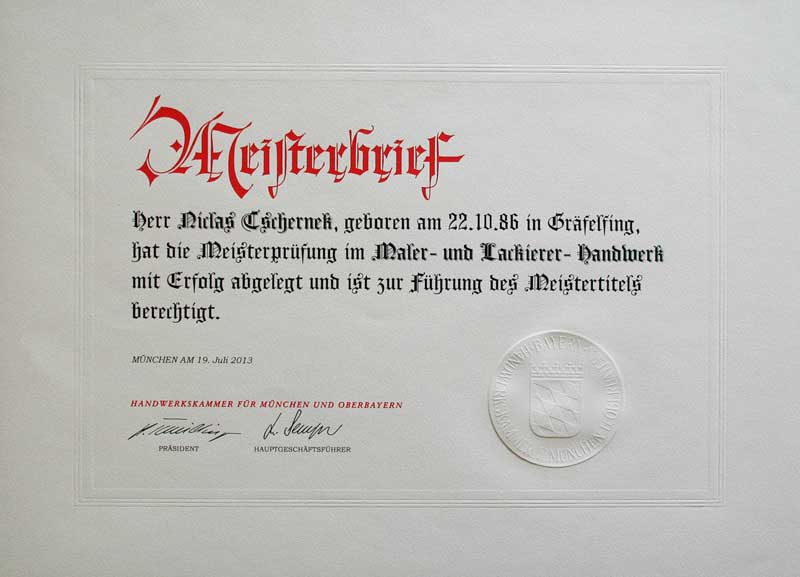 Meisterbrief
Herr Niclas Tschernek, geboren am 22.10.86 in Gräfelfing,
hat die Meisterprüfung im Maler- und Lackierer- Handwerk
mit Erfolg abgelegt und ist zur Führung des Meistertitels
berechtigt.
MÜNCHEN AM 19. Juli 2013
HANDWERKSKAMMER FÜR MÜNCHEN UND OBERBAYERN
PRÄSIDENT
HAUPTGESCHÄFTSFÜHRER